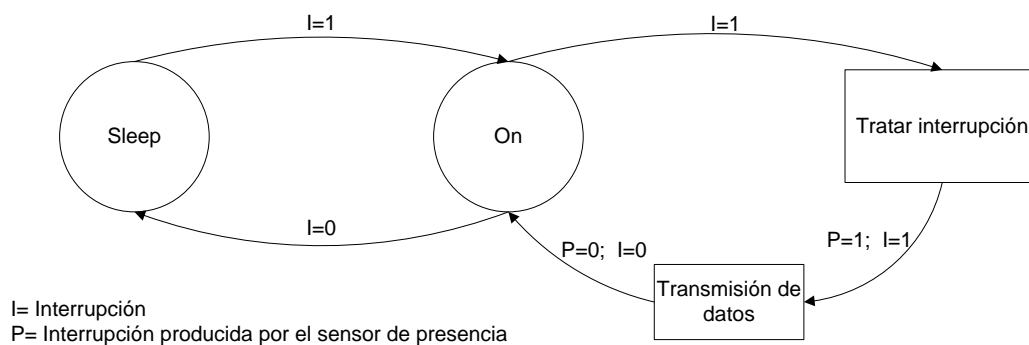 I=1
I=1
Sleep
On
Tratar interrupción
I=0
P=0; I=0
P=1; I=1
Transmisión de
datos
I= Interrupción
P= Interrupción producida por el sensor de presencia